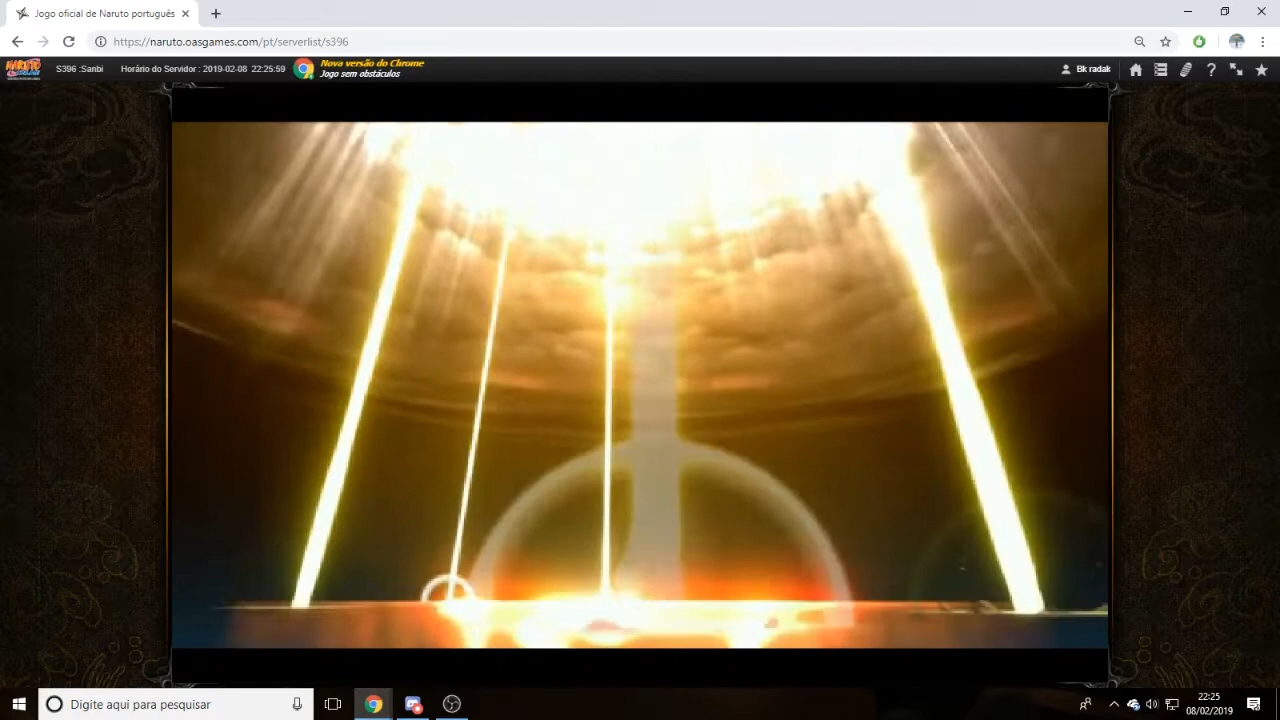 Jogo oficial de Naruto português
https://naruto.oasgames.com/pt/serverlist/s396
NARUTO
S396 :Sanbi
Horário do Servidor : 2019-02-08 22:25:59
Nova versão do Chrome
Jogo sem obstáculos
Bk radak
Digite aqui para pesquisar
22:25
08/02/2019